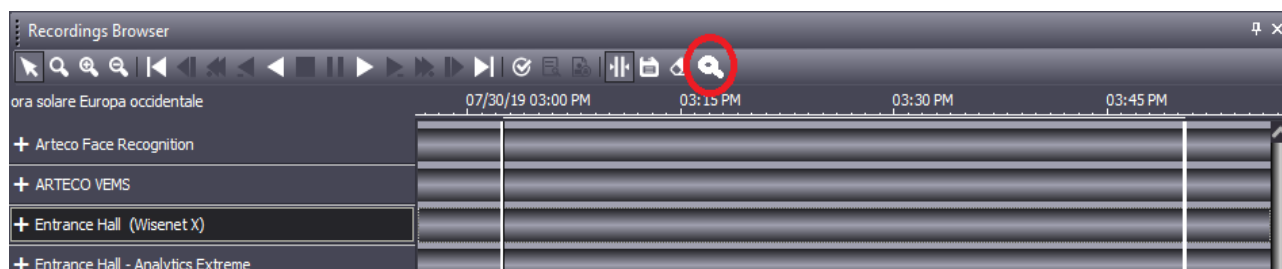 Recordings Browser
ora solare Europa occidentale 07/30/19 03:00 PM 03:15 PM 03:30 PM 03:45 PM
+ Arteco Face Recognition
+ ARTECO VEMS
+ Entrance Hall (Wisenet X)
+ Entrance Hall - Analytics Extreme